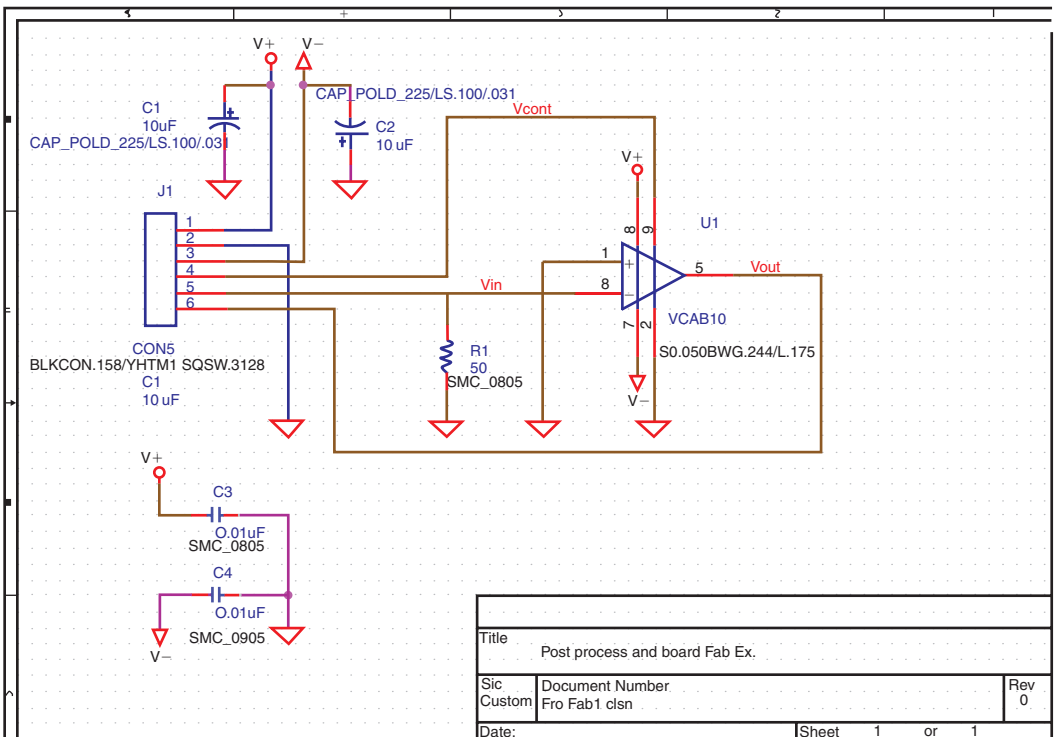 V+ V−
CAP_POLD_225/LS.100/.031
C1
10uF
CAP_POLD_225/LS.100/.031
C2
10 uF
Vcont
V+
J1
1
2
3
4
5
6
8 9
U1
1
8
5
Vout
Vin
+
−
VCAB10
7 2
S0.050BWG.244/L.175
V−
CON5
BLKCON.158/YHTM1 SQSW.3128
C1
10 uF
R1
50
SMC_0805
V+
C3
O.01uF
SMC_0805
C4
O.01uF
SMC_0905
V−
Title
Post process and board Fab Ex.
Sic Document Number Rev
Custom Fro Fab1 clsn 0
Date: Sheet 1 or 1